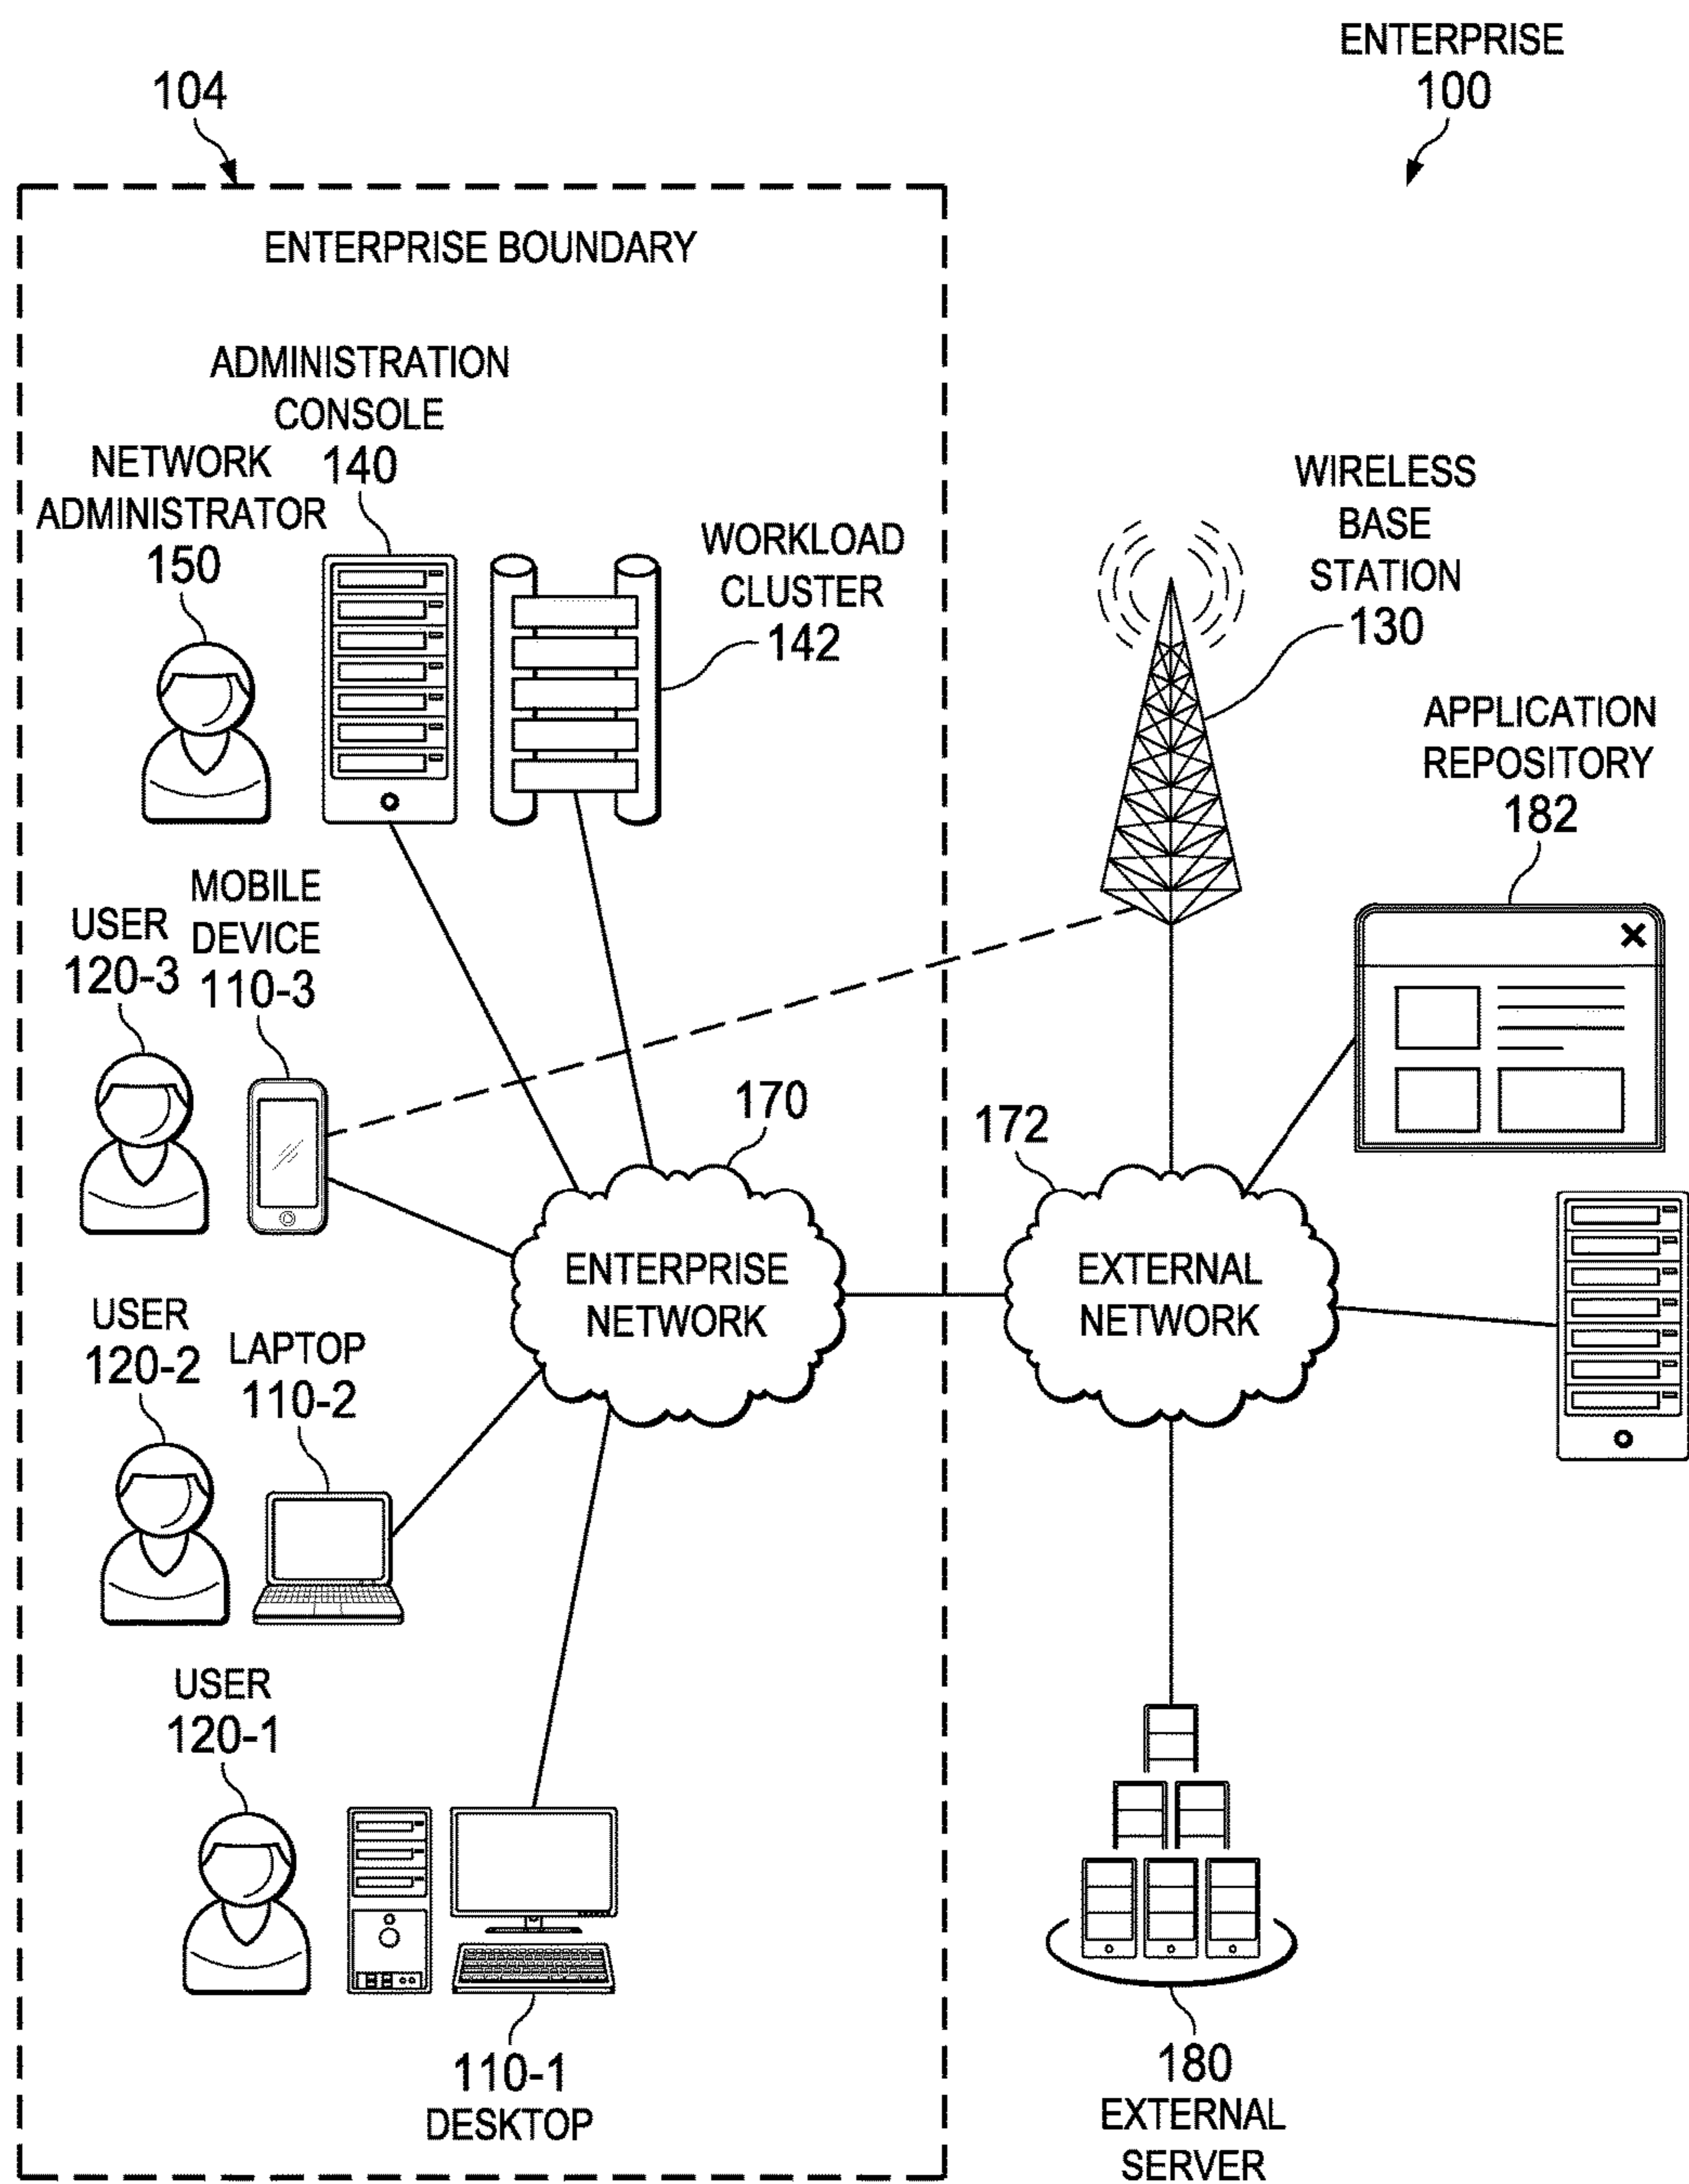 ENTERPRISE
100
104
ENTERPRISE BOUNDARY
ADMINISTRATION
CONSOLE
140
NETWORK
ADMINISTRATOR
150
WORKLOAD
CLUSTER
142
WIRELESS
BASE
STATION
130
APPLICATION
REPOSITORY
182
MOBILE
DEVICE
110-3
USER
120-3
170
172
ENTERPRISE
NETWORK
EXTERNAL
NETWORK
USER
120-2
LAPTOP
110-2
USER
120-1
110-1
DESKTOP
180
EXTERNAL
SERVER